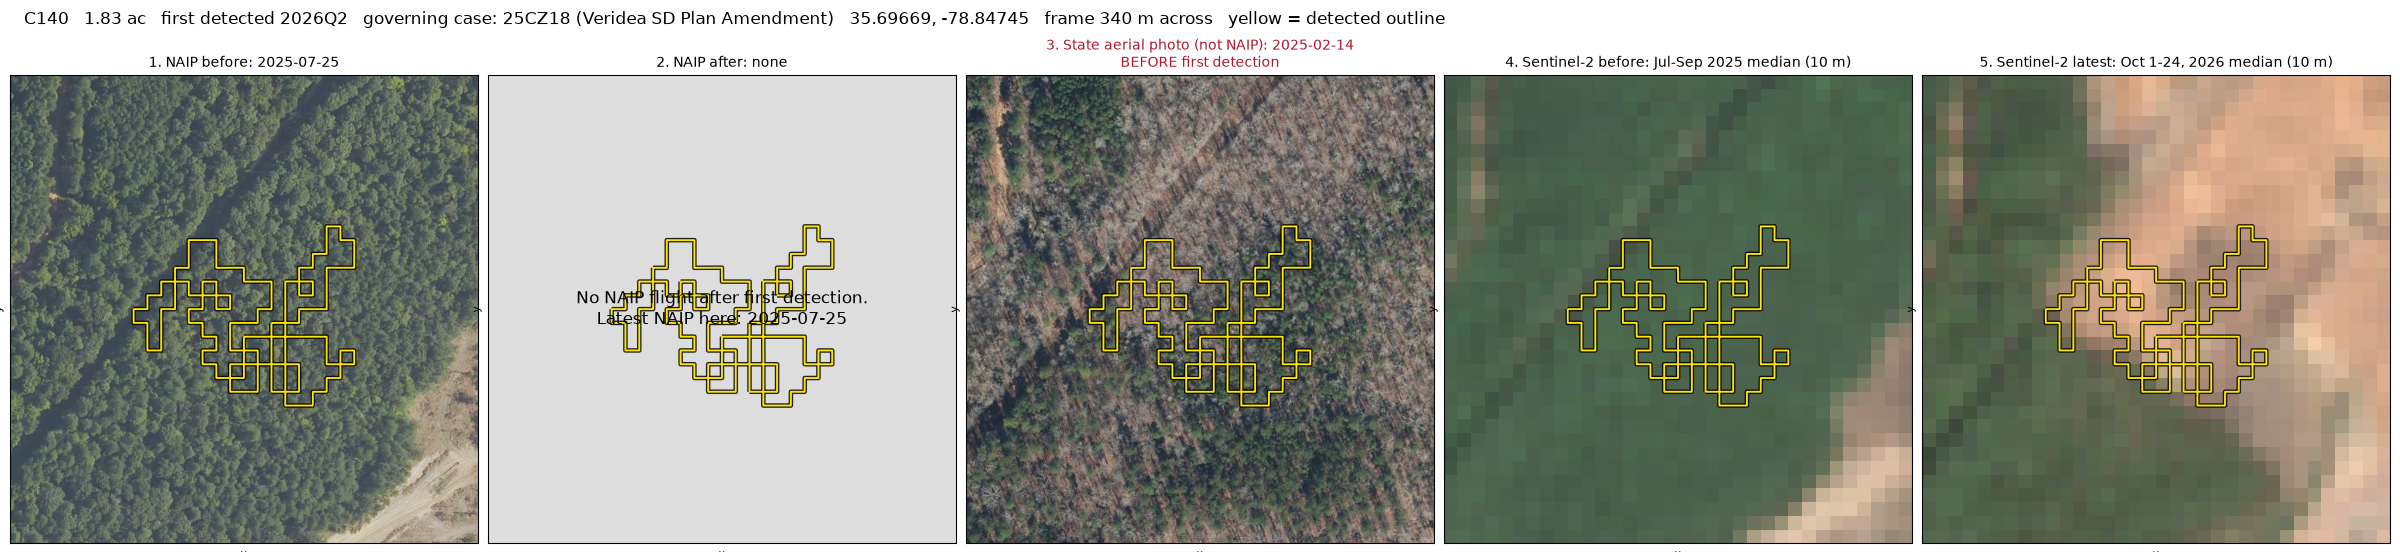 C140   1.83 ac   first detected 2026Q2   governing case: 25CZ18 (Veridea SD Plan Amendment)   35.69669, -78.84745   frame 340 m across   yellow = detected outline
1. NAIP before: 2025-07-25
2. NAIP after: none
3. State aerial photo (not NAIP): 2025-02-14
BEFORE first detection
4. Sentinel-2 before: Jul-Sep 2025 median (10 m)
5. Sentinel-2 latest: Oct 1-24, 2026 median (10 m)
No NAIP flight after first detection.
Latest NAIP here: 2025-07-25